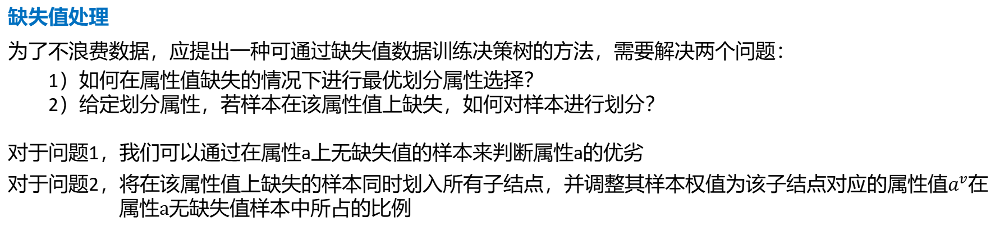 缺失值处理
为了不浪费数据，应提出一种可通过缺失值数据训练决策树的方法，需要解决两个问题：
1）如何在属性值缺失的情况下进行最优划分属性选择？
2）给定划分属性，若样本在该属性值上缺失，如何对样本进行划分？
对于问题1，我们可以通过在属性a上无缺失值的样本来判断属性a的优劣
对于问题2，将在该属性值上缺失的样本同时划入所有子结点，并调整其样本权值为该子结点对应的属性值aᵛ在
属性a无缺失值样本中所占的比例